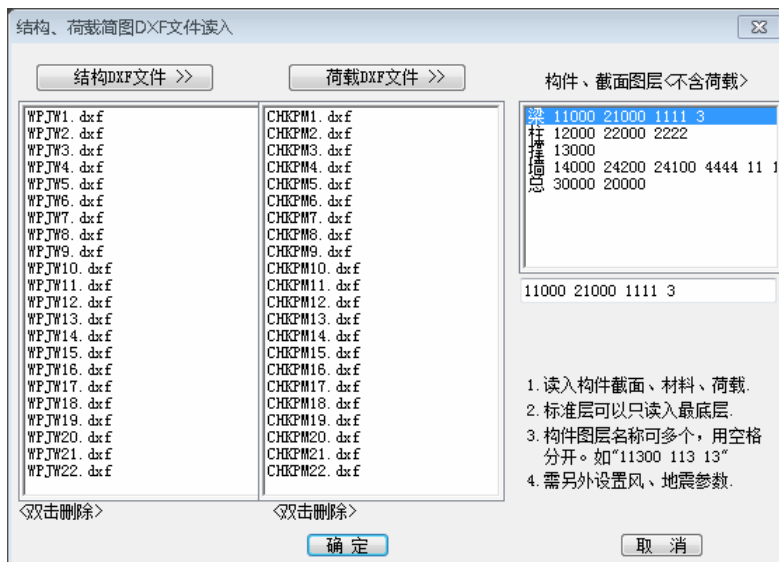 结构、荷载简图DXF文件读入
结构DXF文件 >>
荷载DXF文件 >>
构件、截面图层<不含荷载>
WPJW1.dxf
WPJW2.dxf
WPJW3.dxf
WPJW4.dxf
WPJW5.dxf
WPJW6.dxf
WPJW7.dxf
WPJW8.dxf
WPJW9.dxf
WPJW10.dxf
WPJW11.dxf
WPJW12.dxf
WPJW13.dxf
WPJW14.dxf
WPJW15.dxf
WPJW16.dxf
WPJW17.dxf
WPJW18.dxf
WPJW19.dxf
WPJW20.dxf
WPJW21.dxf
WPJW22.dxf
<双击删除>
CHKPM1.dxf
CHKPM2.dxf
CHKPM3.dxf
CHKPM4.dxf
CHKPM5.dxf
CHKPM6.dxf
CHKPM7.dxf
CHKPM8.dxf
CHKPM9.dxf
CHKPM10.dxf
CHKPM11.dxf
CHKPM12.dxf
CHKPM13.dxf
CHKPM14.dxf
CHKPM15.dxf
CHKPM16.dxf
CHKPM17.dxf
CHKPM18.dxf
CHKPM19.dxf
CHKPM20.dxf
CHKPM21.dxf
CHKPM22.dxf
<双击删除>
梁 11000 21000 1111 3
柱 12000 22000 2222
撑 13000
墙 14000 24200 24100 4444 11 1
总 30000 20000
11000 21000 1111 3
1.读入构件截面、材料、荷载.
2.标准层可以只读入最底层.
3.构件图层名称可多个，用空格
分开。如"11300 113 13"
4.需另外设置风、地震参数.
确 定
取 消